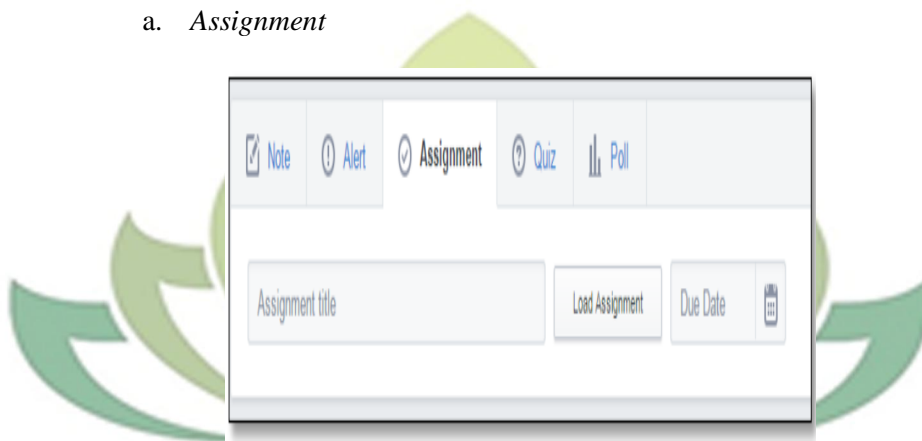 a. Assignment
Note Alert Assignment Quiz Poll
Assignment title Load Assignment Due Date